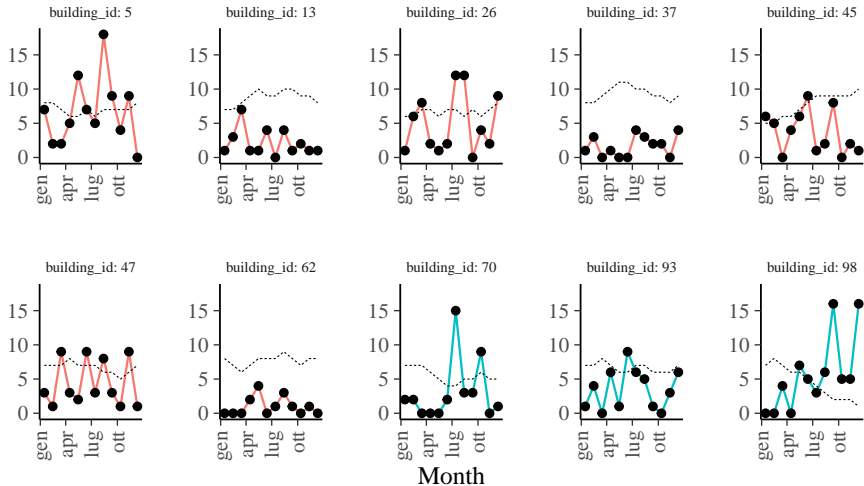 building_id: 5
building_id: 13
building_id: 26
building_id: 37
building_id: 45
15
10
5
0
gen
apr
lug
ott
15
10
5
0
gen
apr
lug
ott
15
10
5
0
gen
apr
lug
ott
15
10
5
0
gen
apr
lug
ott
15
10
5
0
gen
apr
lug
ott
building_id: 47
building_id: 62
building_id: 70
building_id: 93
building_id: 98
15
10
5
0
gen
apr
lug
ott
15
10
5
0
gen
apr
lug
ott
15
10
5
0
gen
apr
lug
ott
15
10
5
0
gen
apr
lug
ott
15
10
5
0
gen
apr
lug
ott
Month